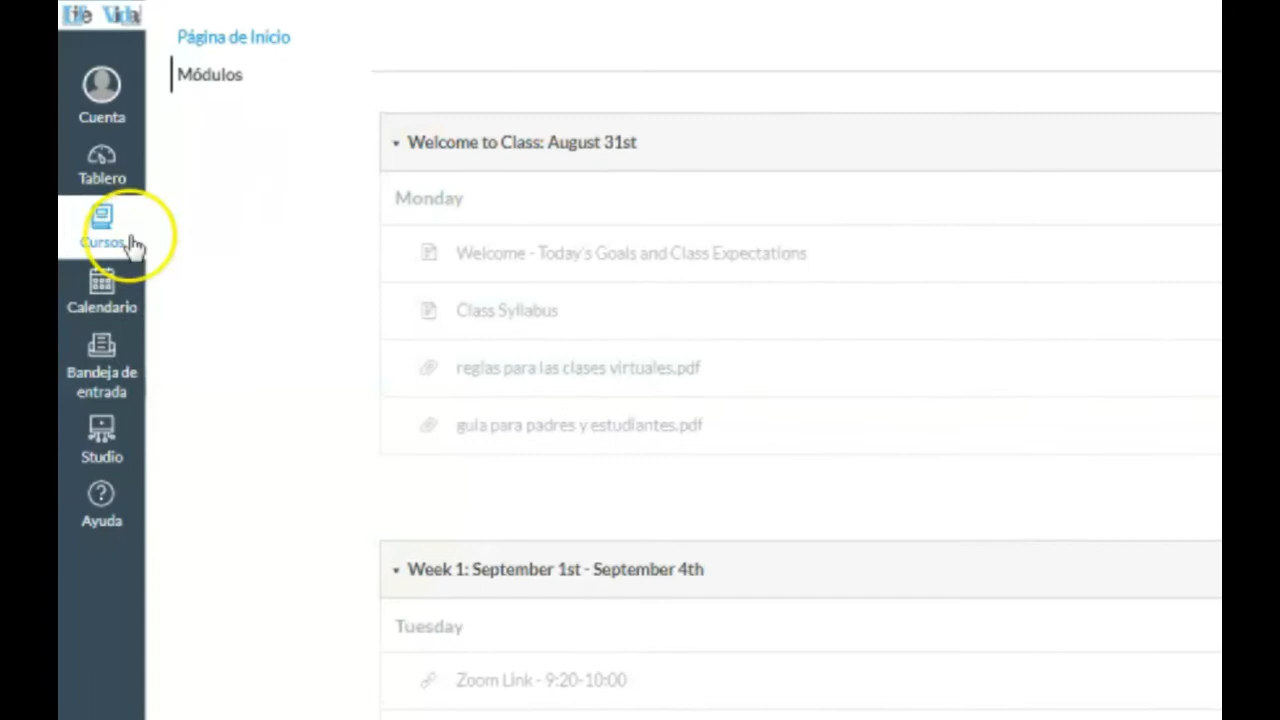 Life Vida
Página de Inicio
Módulos
Cuenta
Tablero
Cursos
Calendario
Bandeja de
entrada
Studio
Ayuda
Welcome to Class: August 31st
Monday
Welcome - Today's Goals and Class Expectations
Class Syllabus
reglas para las clases virtuales.pdf
guia para padres y estudiantes.pdf
Week 1: September 1st - September 4th
Tuesday
Zoom Link - 9:20-10:00